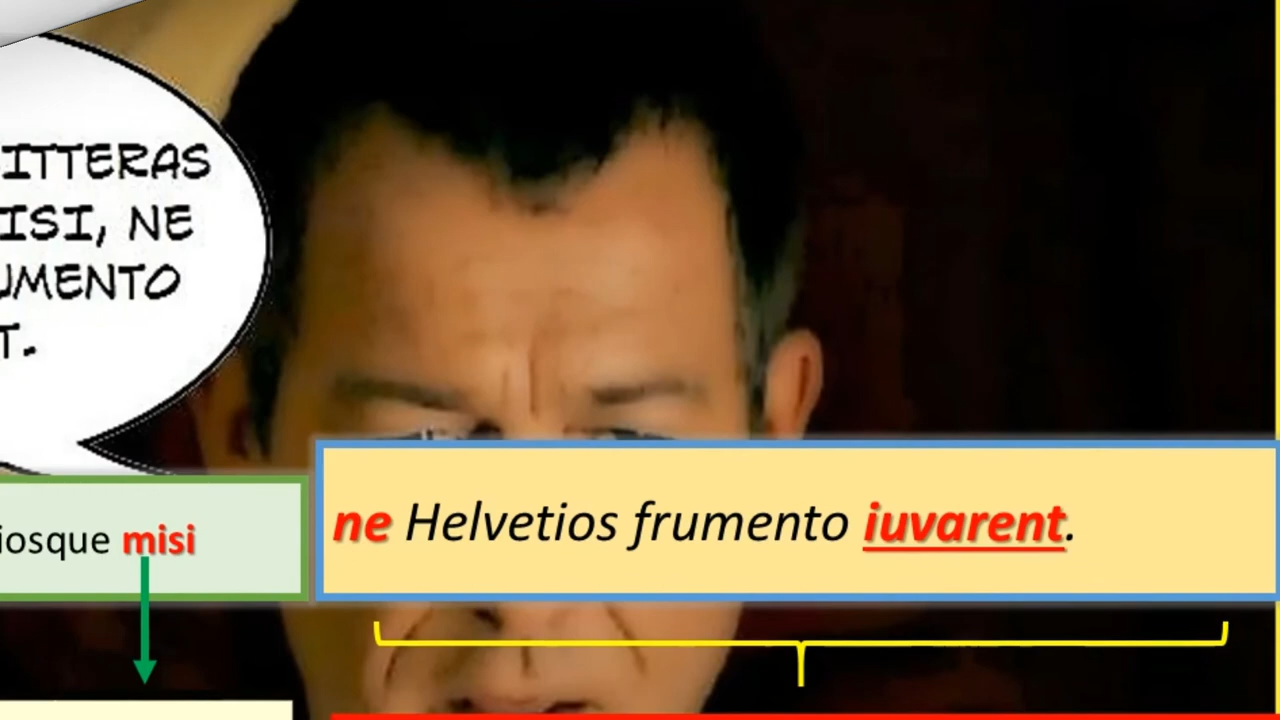 ITTERAS
ISI, NE
UMENTO
T.
iosque misi
ne Helvetios frumento iuvarent.